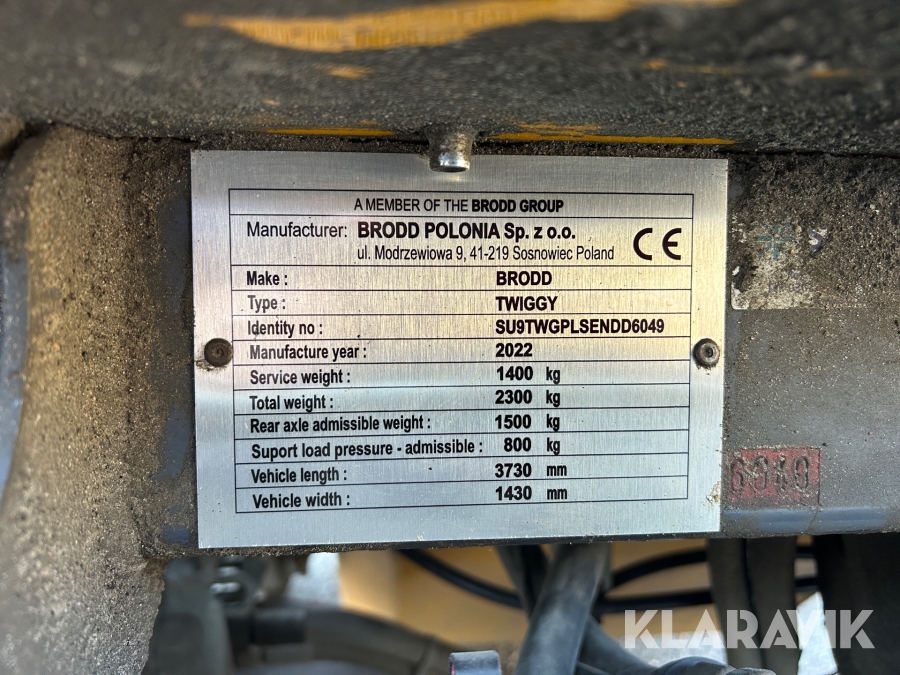 A MEMBER OF THE BRODD GROUP
Manufacturer: BRODD POLONIA Sp. z o.o.
ul. Modrzewiowa 9, 41-219 Sosnowiec Poland
CE
Make : BRODD
Type : TWIGGY
Identity no : SU9TWGPLSENDD6049
Manufacture year : 2022
Service weight : 1400 kg
Total weight : 2300 kg
Rear axle admissible weight : 1500 kg
Suport load pressure - admissible : 800 kg
Vehicle length : 3730 mm
Vehicle width : 1430 mm
KLARAVIK